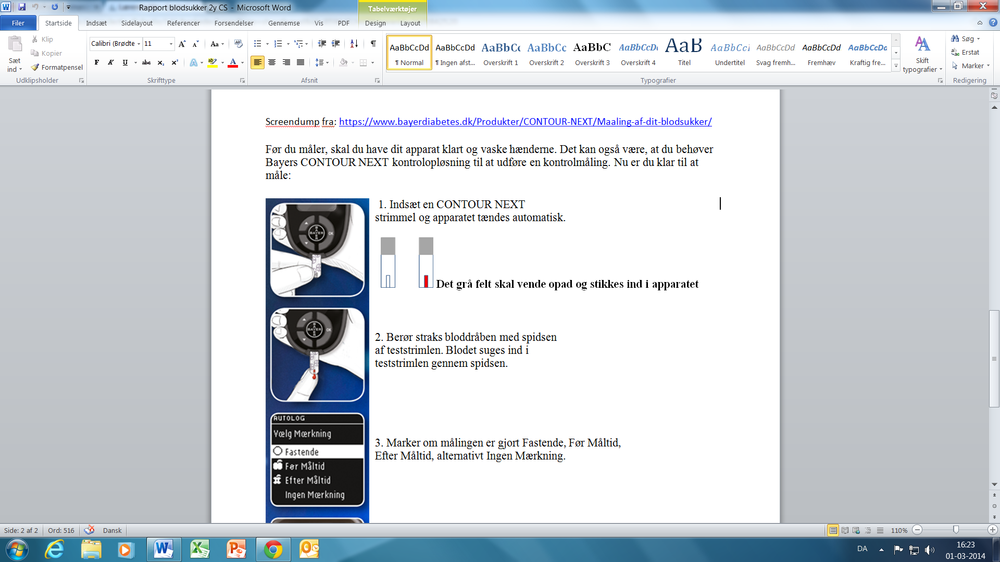 Rapport blodsukker 2y CS - Microsoft Word
Tabelværktøjer
Filer
Startside
Indsæt
Sidelayout
Referencer
Forsendelser
Gennemse
Vis
PDF
Design
Layout
Sæt ind
Klip
Kopier
Formatpensel
Udklipsholder
Calibri (Brødte
11
Skrifttype
Afsnit
AaBbCcDd
¶ Normal
AaBbCcDd
¶ Ingen afst...
AaBbCc
Overskrift 1
AaBbCc
Overskrift 2
AaBbC
Overskrift 3
AaBbCcDd
Overskrift 4
AaB
Titel
AaBbCcI
Undertitel
AaBbCcDd
Svag fremh...
AaBbCcDd
Fremhæv
AaBbCcDd
Kraftig fre...
Typografier
Skift typografier
Søg
Erstat
Marker
Redigering
Screendump fra: https://www.bayerdiabetes.dk/Produkter/CONTOUR-NEXT/Maaling-af-dit-blodsukker/
Før du måler, skal du have dit apparat klart og vaske hænderne. Det kan også være, at du behøver
Bayers CONTOUR NEXT kontrolopløsning til at udføre en kontrolmåling. Nu er du klar til at
måle:
1. Indsæt en CONTOUR NEXT
strimmel og apparatet tændes automatisk.
BAYER
OK
Det grå felt skal vende opad og stikkes ind i apparatet
BAYER
OK
2. Berør straks bloddråben med spidsen
af teststrimlen. Blodet suges ind i
teststrimlen gennem spidsen.
AUTOLOG
Vælg Mærkning
Fastende
Før Måltid
Efter Måltid
Ingen Mærkning
3. Marker om målingen er gjort Fastende, Før Måltid,
Efter Måltid, alternativt Ingen Mærkning.
Side: 2 af 2
Ord: 516
Dansk
110%
DA
16:23
01-03-2014